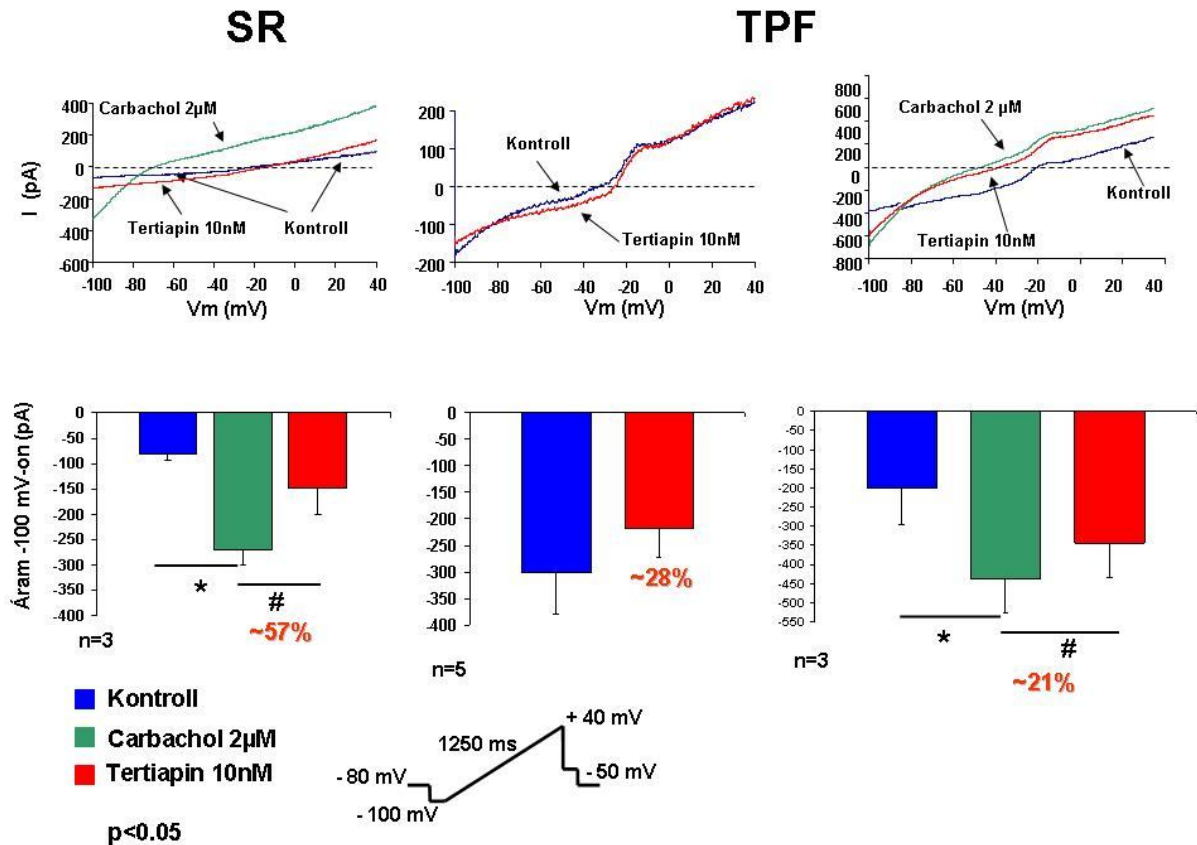 SR
TPF
I (pA)
400
200
0
-200
-400
-600
Carbachol 2µM
Tertiapin 10nM
Kontroll
-100 -80 -60 -40 -20 0 20 40
Vm (mV)
200
100
0
-100
-200
Kontroll
Tertiapin 10nM
-100 -80 -60 -40 -20 0 20 40
Vm (mV)
800
600
400
200
0
200
400
600
800
Carbachol 2 µM
Kontroll
Tertiapin 10nM
-100 -80 -60 -40 -20 0 20 40
Vm (mV)
Áram -100 mV-on (pA)
0
-50
-100
-150
-200
-250
-300
-350
-400
*
#
~57%
n=3
0
-50
-100
-150
-200
-250
-300
-350
-400
~28%
n=5
0
-50
-100
-150
-200
-250
-300
-350
-400
-450
-500
-550
*
#
~21%
n=3
Kontroll
Carbachol 2µM
Tertiapin 10nM
p<0.05
+ 40 mV
1250 ms
- 80 mV
- 50 mV
- 100 mV